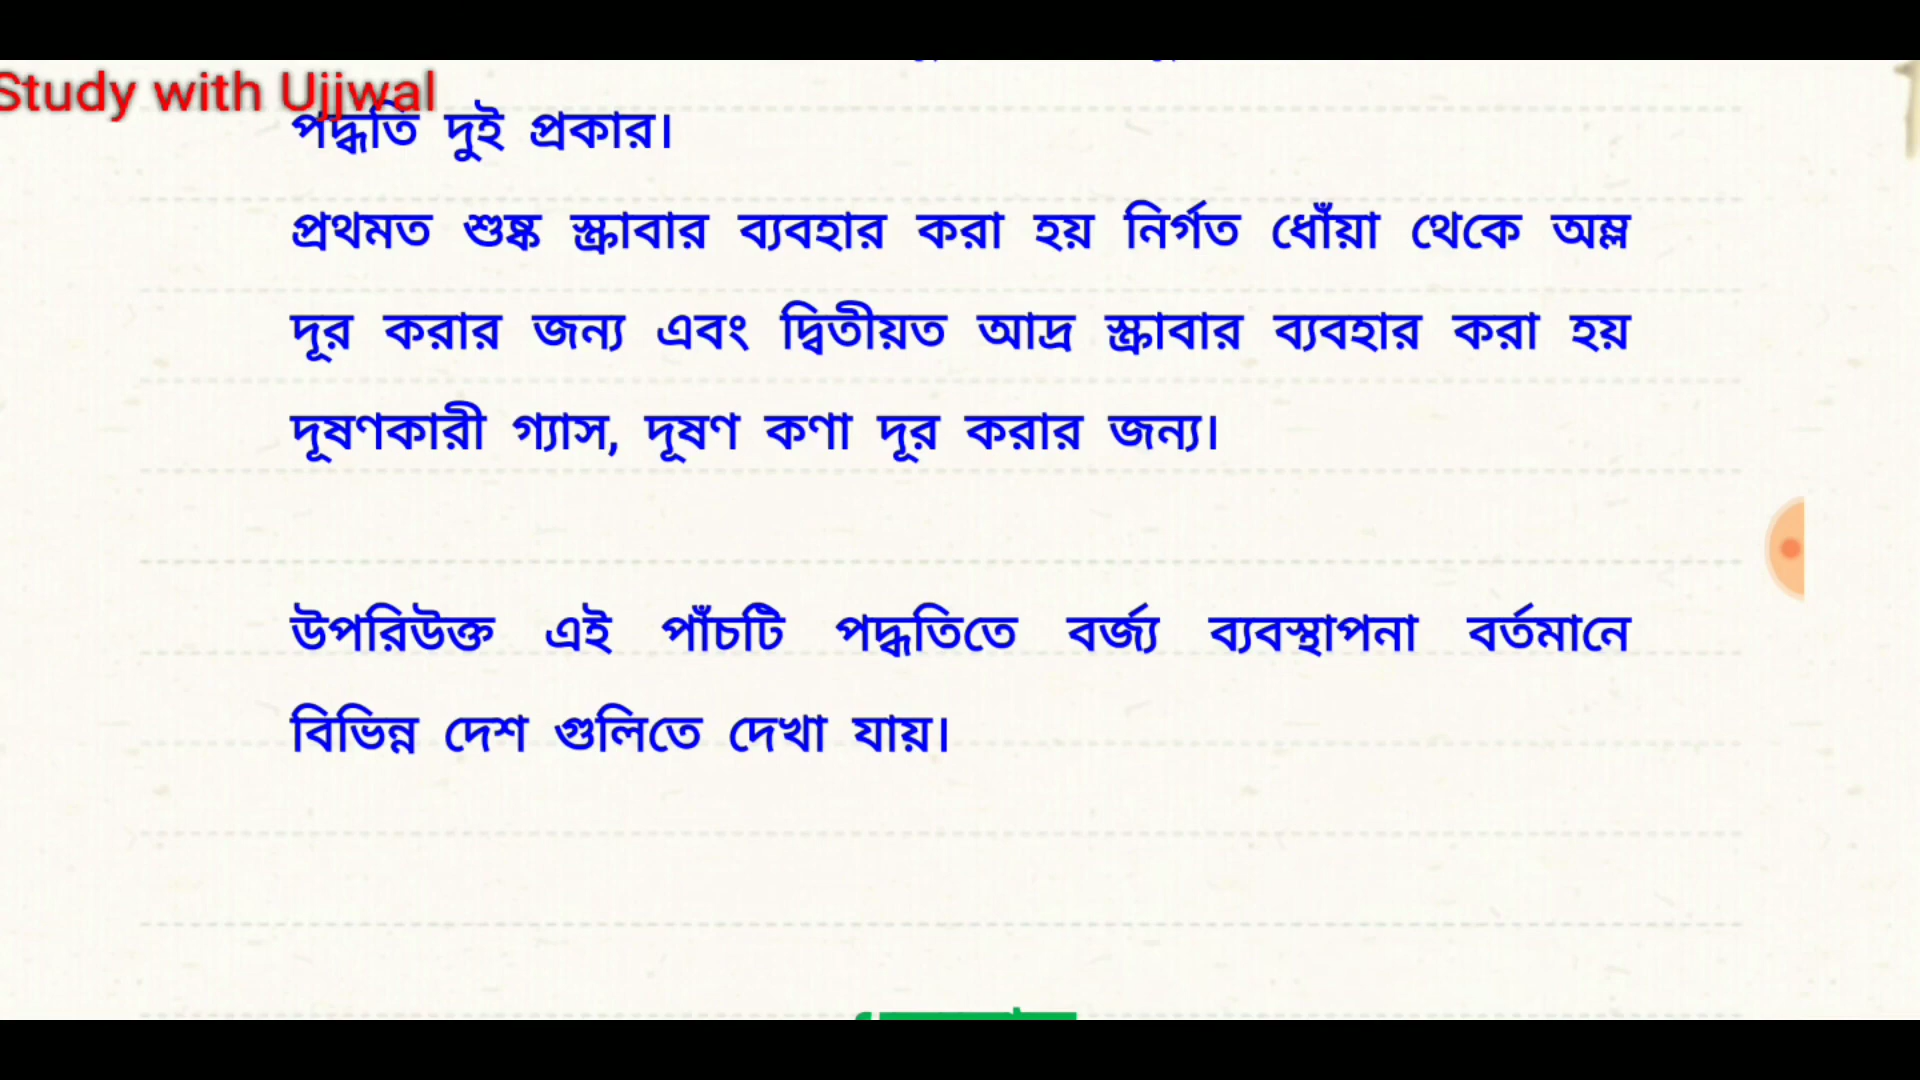 Study with Ujjwal
পদ্ধতি দুই প্রকার।
প্রথমত শুষ্ক স্ক্রাবার ব্যবহার করা হয় নির্গত ধোঁয়া থেকে অম্ল
দূর করার জন্য এবং দ্বিতীয়ত আদ্র স্ক্রাবার ব্যবহার করা হয়
দূষণকারী গ্যাস, দূষণ কণা দূর করার জন্য।
উপরিউক্ত এই পাঁচটি পদ্ধতিতে বর্জ্য ব্যবস্থাপনা বর্তমানে
বিভিন্ন দেশ গুলিতে দেখা যায়।